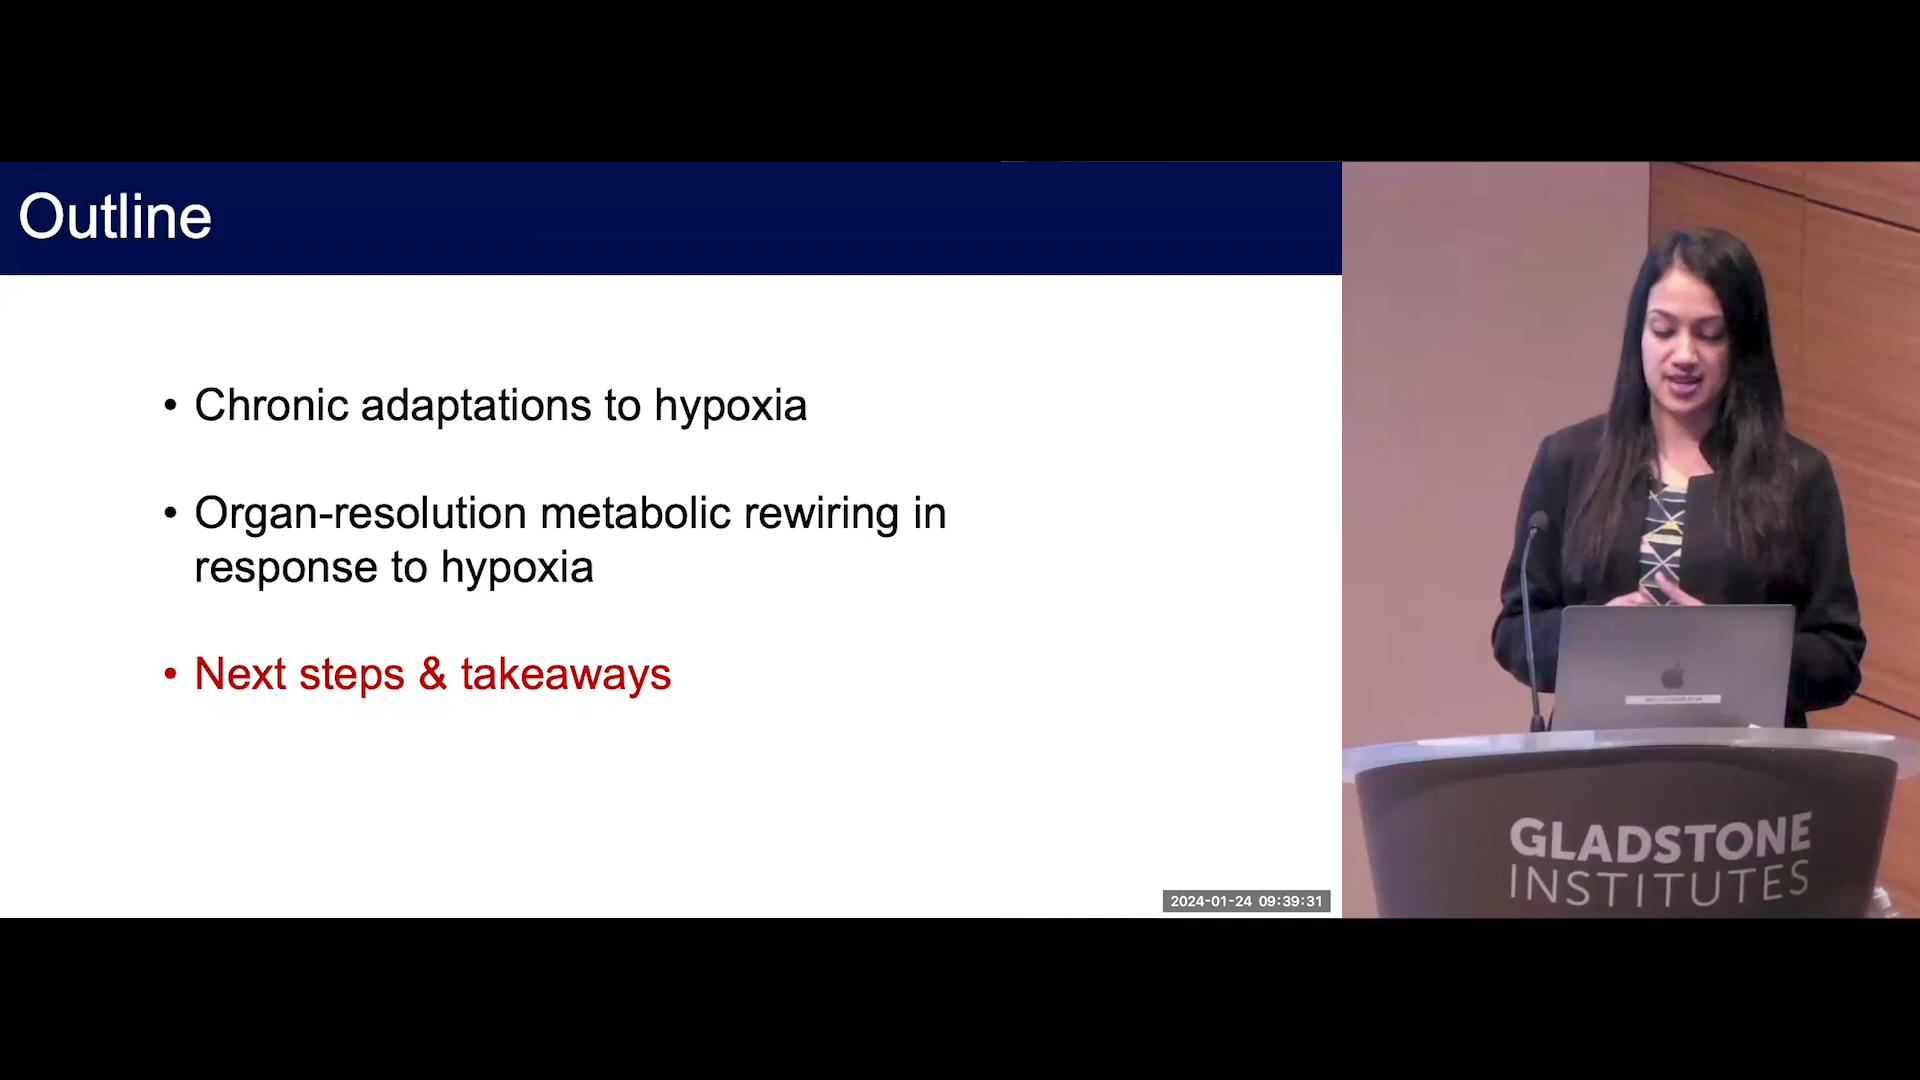 Outline
• Chronic adaptations to hypoxia
• Organ-resolution metabolic rewiring in
response to hypoxia
• Next steps & takeaways
2024-01-24 09:39:31
GLADSTONE
INSTITUTES